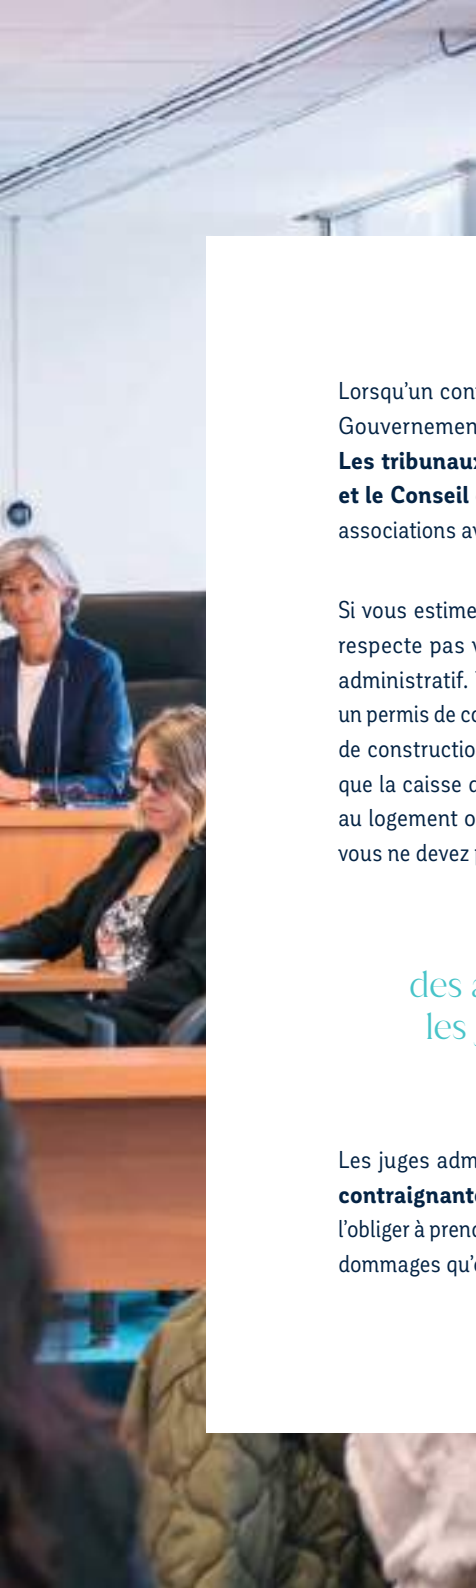 Lorsqu'un con
Gouvernemen
Les tribunau
et le Conseil
associations a
Si vous estime
respecte pas
administratif.
un permis de co
de constructio
que la caisse
au logement o
vous ne devez
des
les
Les juges adm
contraignant
l'obliger à pren
dommages qu'